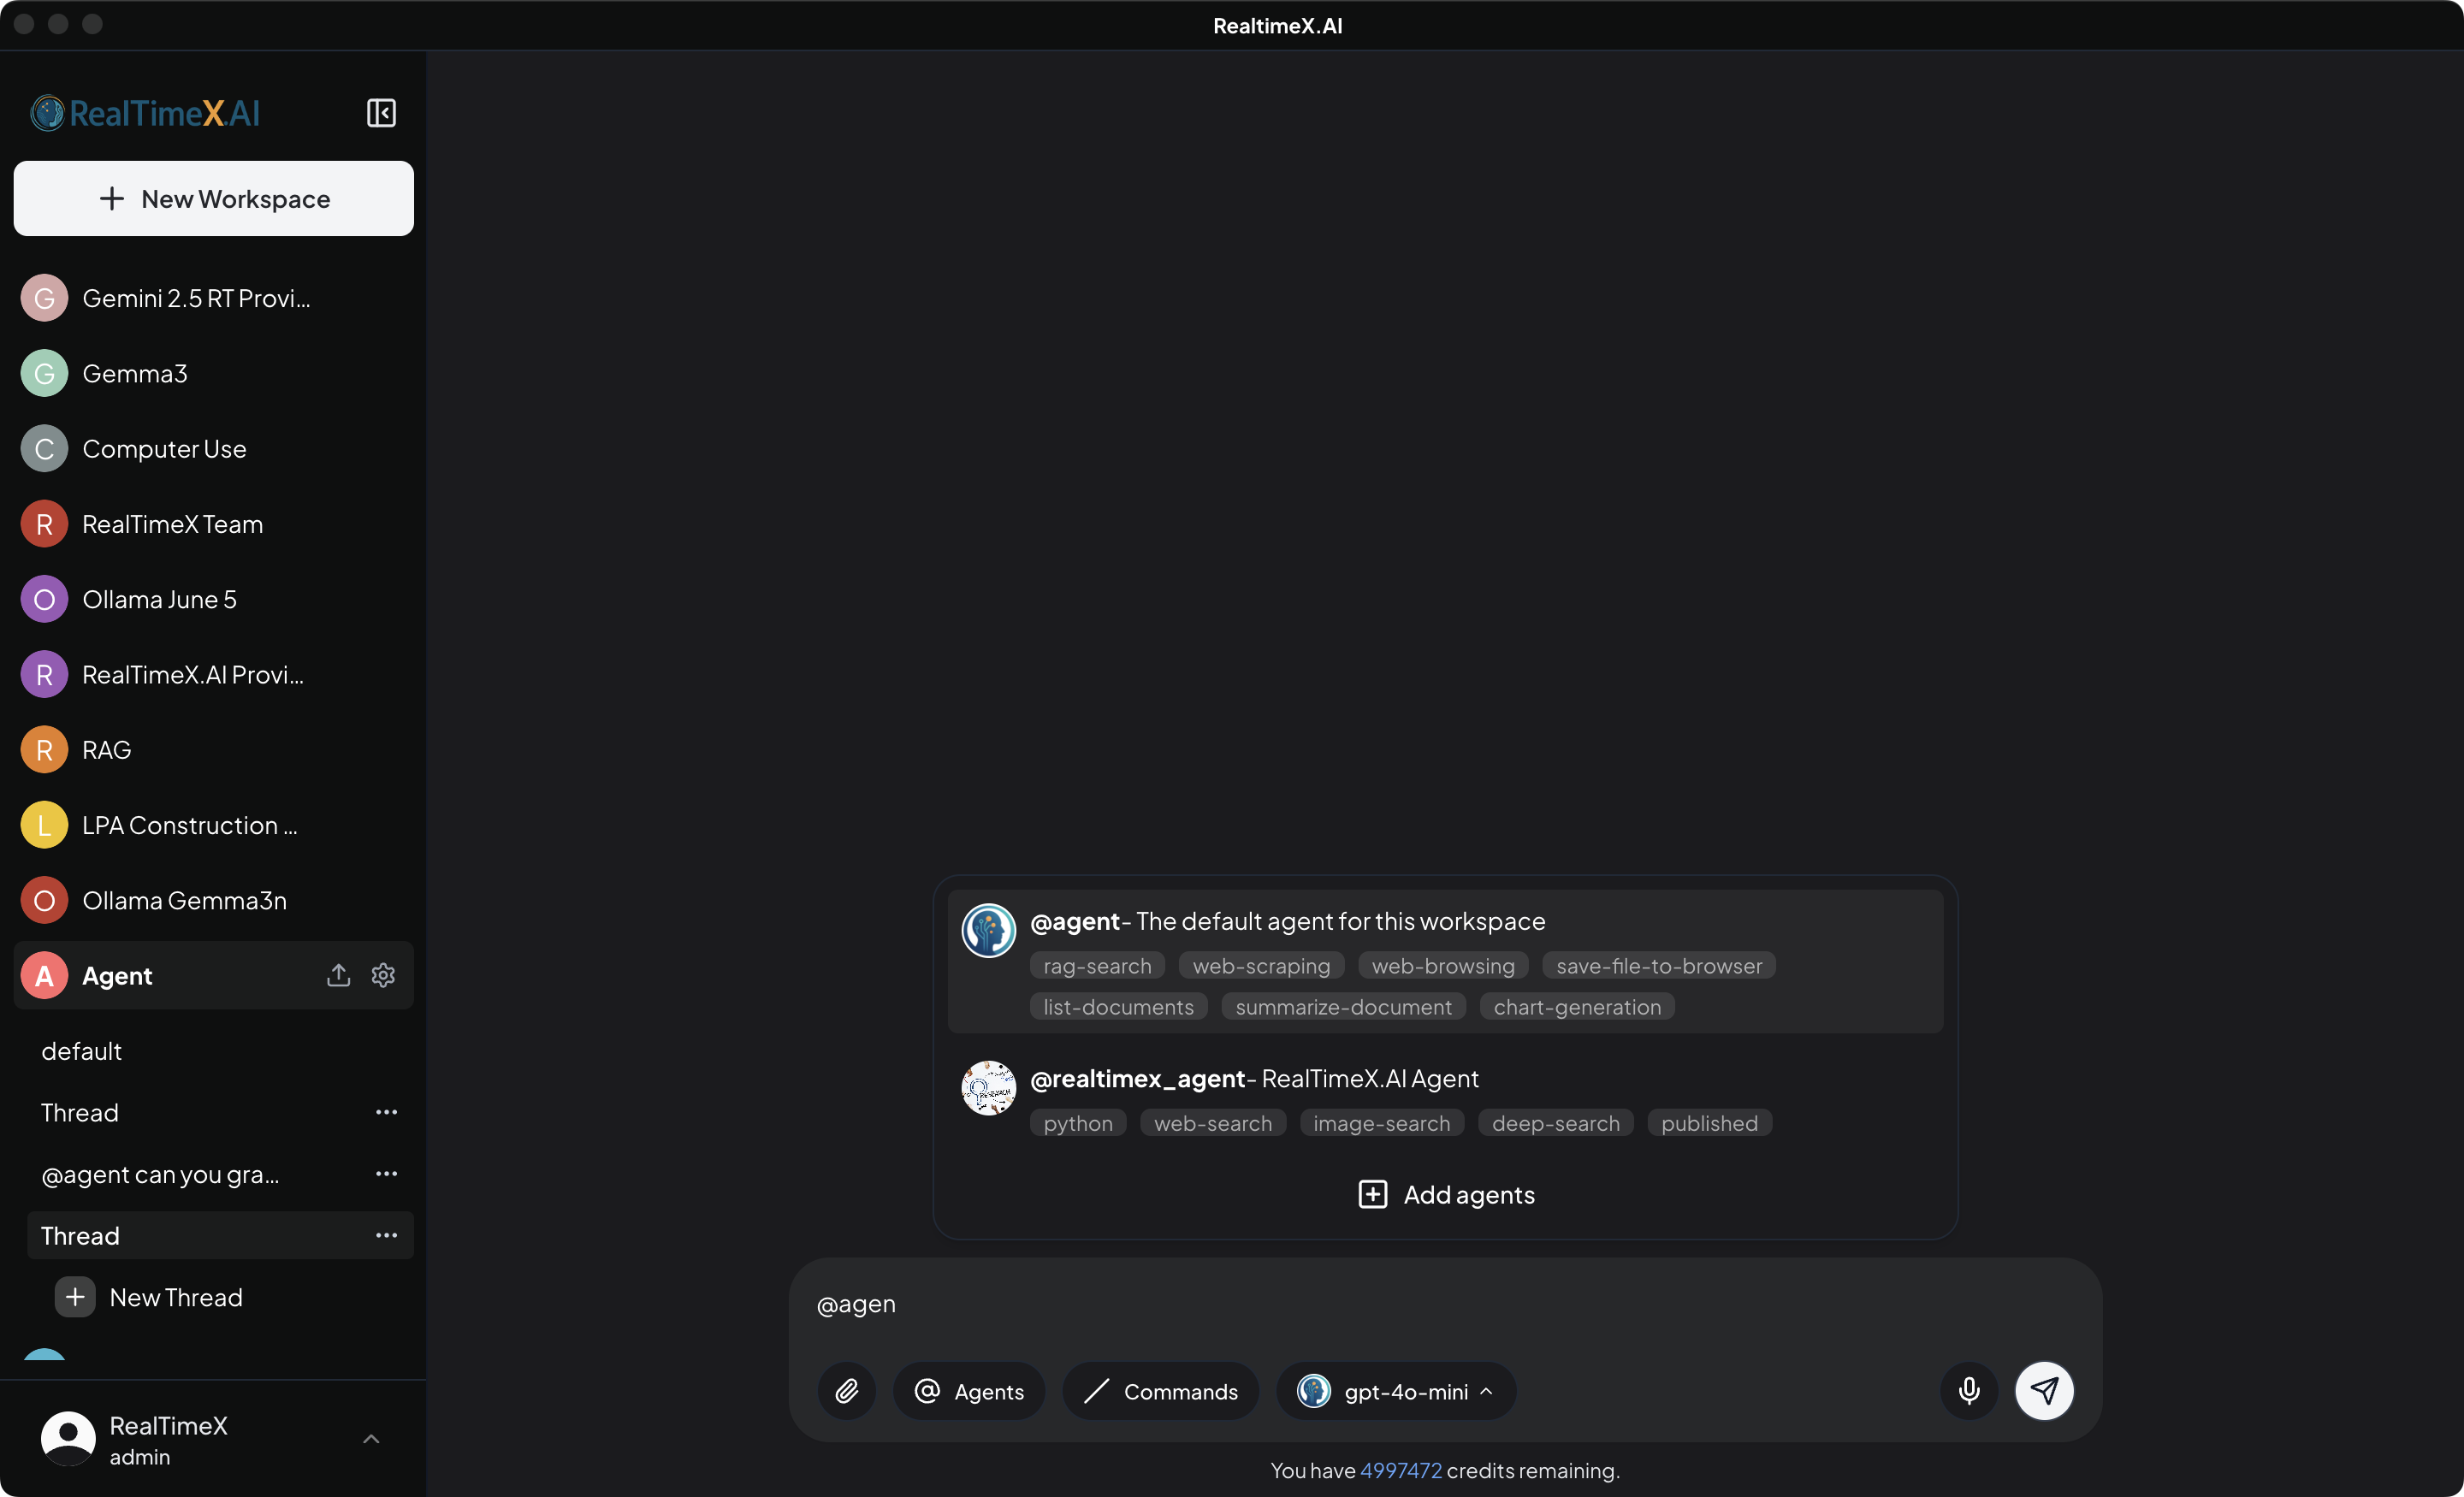 RealtimeX.AI
RealTimeX.AI
New Workspace
G Gemini 2.5 RT Provi...
G Gemma3
C Computer Use
R RealTimeX Team
O Ollama June 5
R RealTimeX.AI Provi...
R RAG
L LPA Construction ...
O Ollama Gemma3n
A Agent
default
Thread
@agent can you gra...
Thread
New Thread
RealTimeX
admin
@agent- The default agent for this workspace
rag-search web-scraping web-browsing save-file-to-browser
list-documents summarize-document chart-generation
@realtimex_agent- RealTimeX.AI Agent
python web-search image-search deep-search published
Add agents
@agen
@ Agents / Commands gpt-4o-mini
You have 4997472 credits remaining.